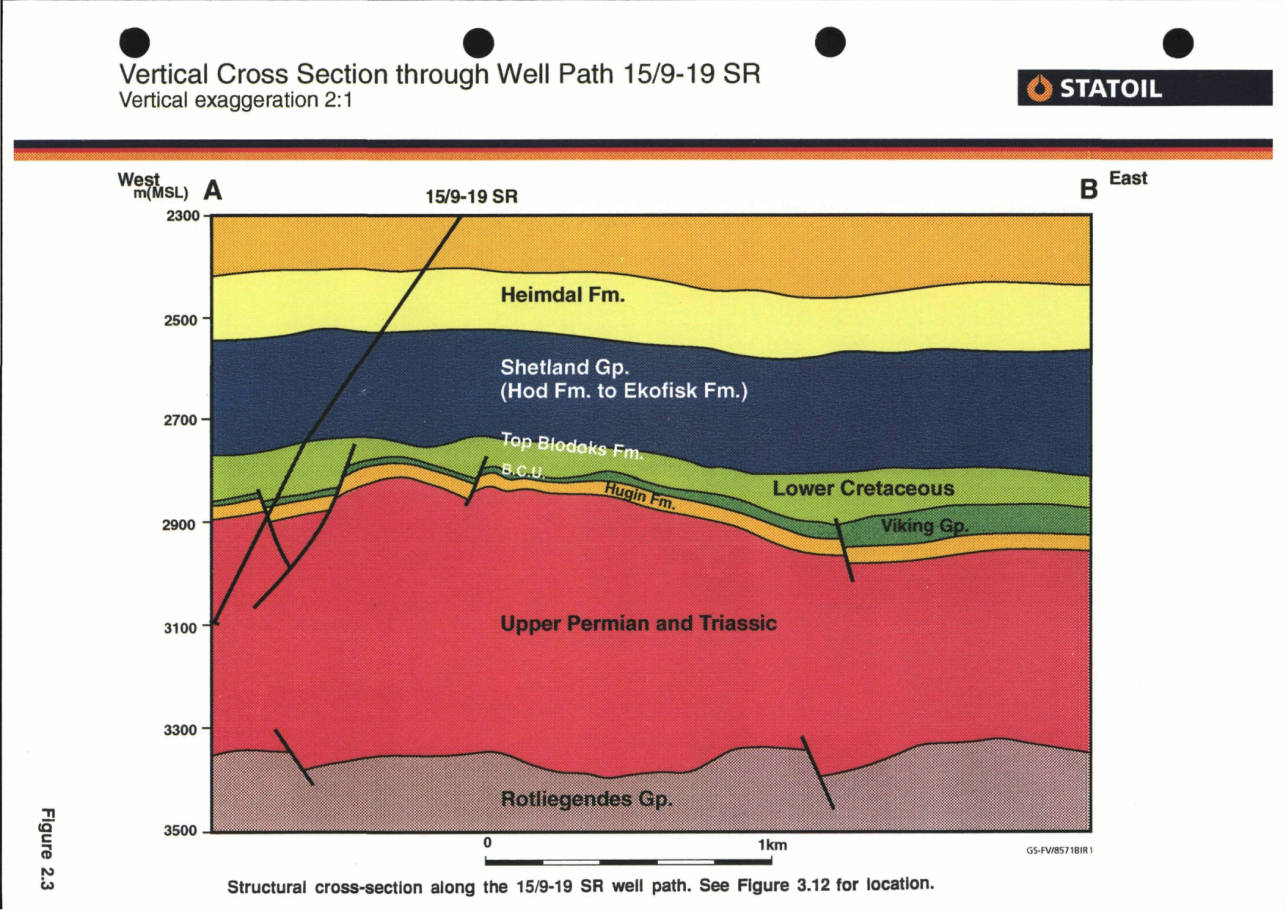 Vertical Cross Section through Well Path 15/9-19 SR
Vertical exaggeration 2:1
STATOIL
West
m(MSL)
A
15/9-19 SR
B
East
2300
Heimdal Fm.
2500
Shetland Gp.
(Hod Fm. to Ekofisk Fm.)
2700
Top Blodøks Fm.
B.C.U.
Hugin Fm.
Lower Cretaceous
Viking Gp.
2900
Upper Permian and Triassic
3100
3300
Rotliegendes Gp.
3500
0
1km
GS-FV/8571BIR1
Structural cross-section along the 15/9-19 SR well path. See Figure 3.12 for location.
Figure 2.3